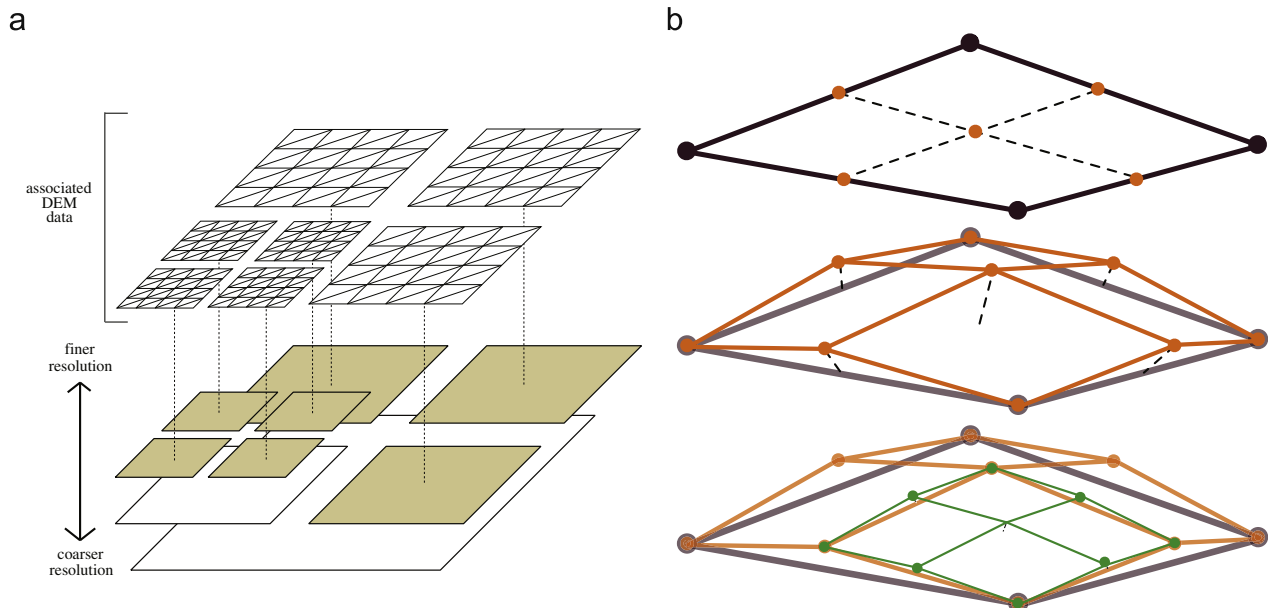 a
b
associated
DEM
data
finer
resolution
coarser
resolution